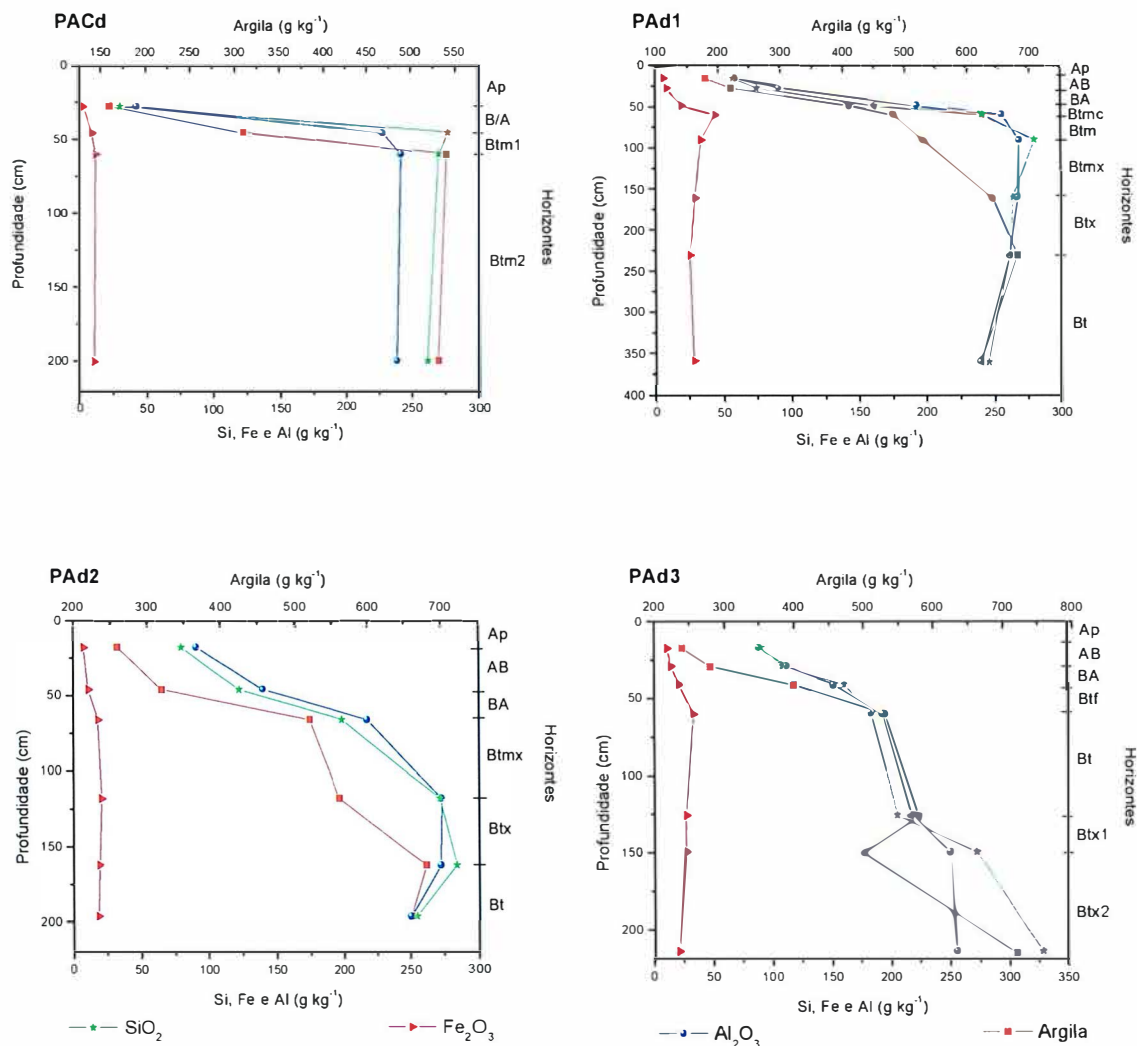 PACd
Argila (g kg⁻¹)
150 200 250 300 350 400 450 500 550
0
50
100
150
200
Profundidade (cm)
Ap
B/A
Btm1
Btm2
Horizontes
0 50 100 150 200 250 300
Si, Fe e Al (g kg⁻¹)
PAd1
Argila (g kg⁻¹)
100 200 300 400 500 600 700
0
50
100
150
200
250
300
350
400
Profundidade (cm)
Ap
AB
BA
Btmc
Btm
Btmx
Btx
Bt
Horizontes
0 50 100 150 200 250 300
Si, Fe e Al (g kg⁻¹)
PAd2
Argila (g kg⁻¹)
200 300 400 500 600 700
0
50
100
150
200
Profundidade (cm)
Ap
AB
BA
Btmx
Btx
Bt
Horizontes
0 50 100 150 200 250 300
Si, Fe e Al (g kg⁻¹)
PAd3
Argila (g kg⁻¹)
200 300 400 500 600 700 800
0
50
100
150
200
Profundidade (cm)
Ap
AB
BA
Btf
Bt
Btx1
Btx2
Horizontes
0 50 100 150 200 250 300 350
Si, Fe e Al (g kg⁻¹)
SiO₂ Fe₂O₃ Al₂O₃ Argila